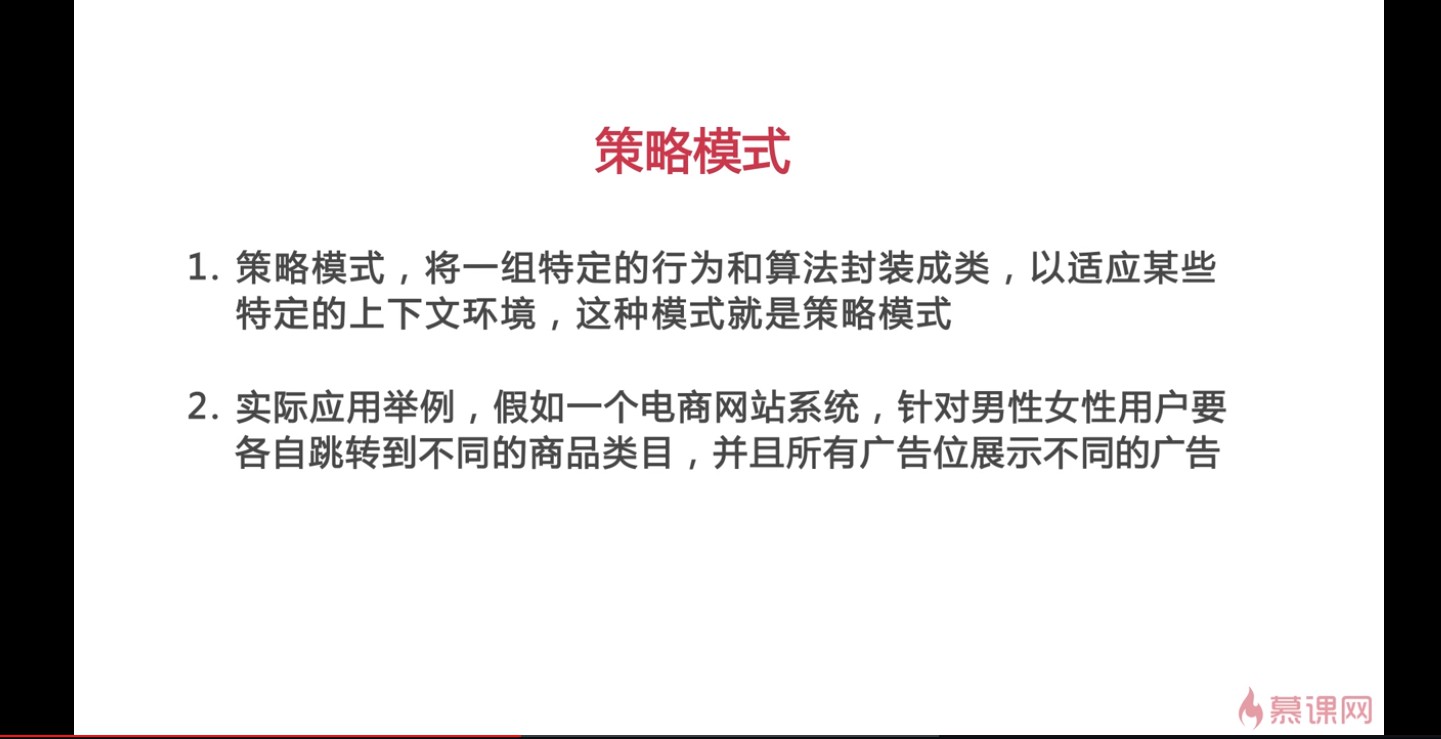 策略模式
1. 策略模式，将一组特定的行为和算法封装成类，以适应某些
特定的上下文环境，这种模式就是策略模式
2. 实际应用举例，假如一个电商网站系统，针对男性女性用户要
各自跳转到不同的商品类目，并且所有广告位展示不同的广告
慕课网